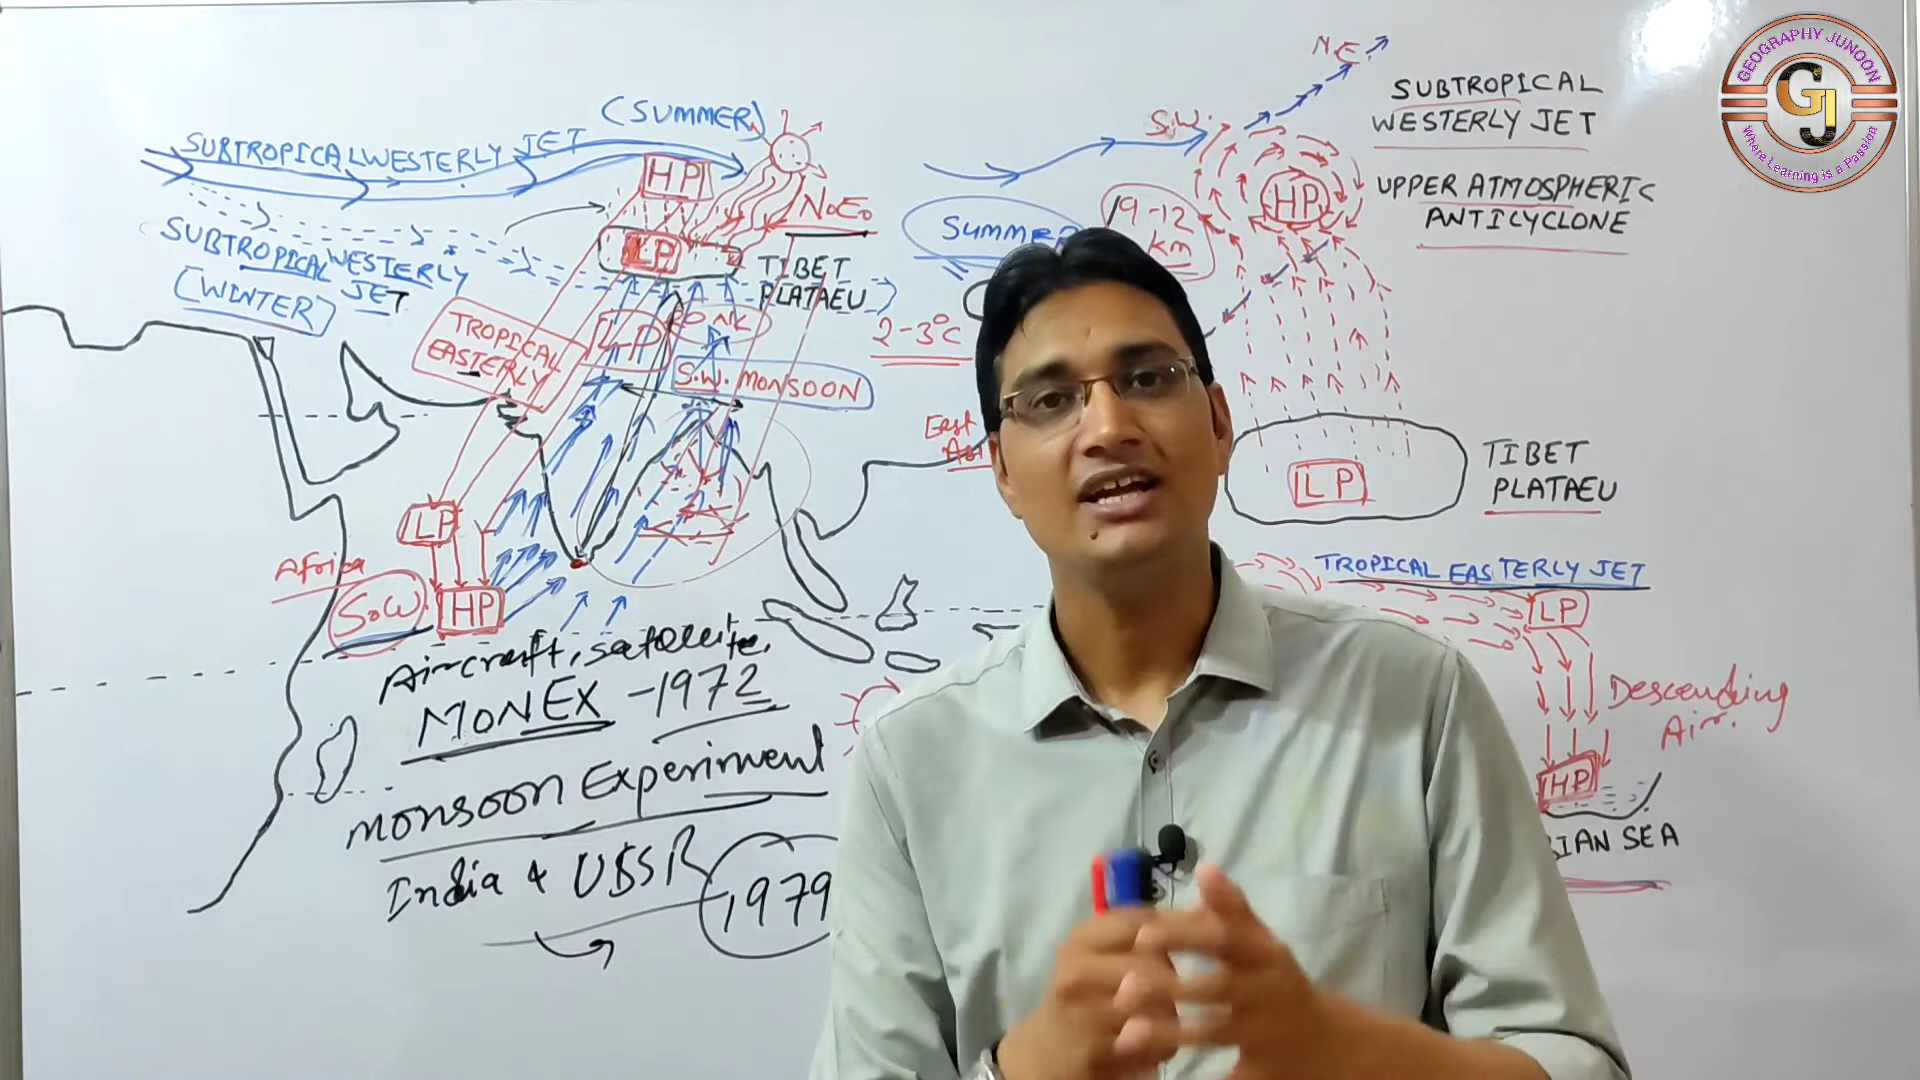 (SUMMER)
SUBTROPICAL WESTERLY JET
HP
N.E.
LP
TIBET
PLATAEU
SUBTROPICAL WESTERLY
JET
(WINTER)
TROPICAL
EASTERLY
LP
S.W. MONSOON
LP
Africa
S.W
HP
Aircraft, satellite.
MONEX -1972
Monsoon Experiment
India & USSR
1979
N.E.
S.W.
HP
SUMMER
9-12
km
2-3°C
East
SUBTROPICAL
WESTERLY JET
UPPER ATMOSPHERIC
ANTICYCLONE
LP
TIBET
PLATAEU
TROPICAL EASTERLY JET
LP
Descending
Air.
HP
BIAN SEA
GEOGRAPHY JUNOON
GJ
Where Learning is a Passion